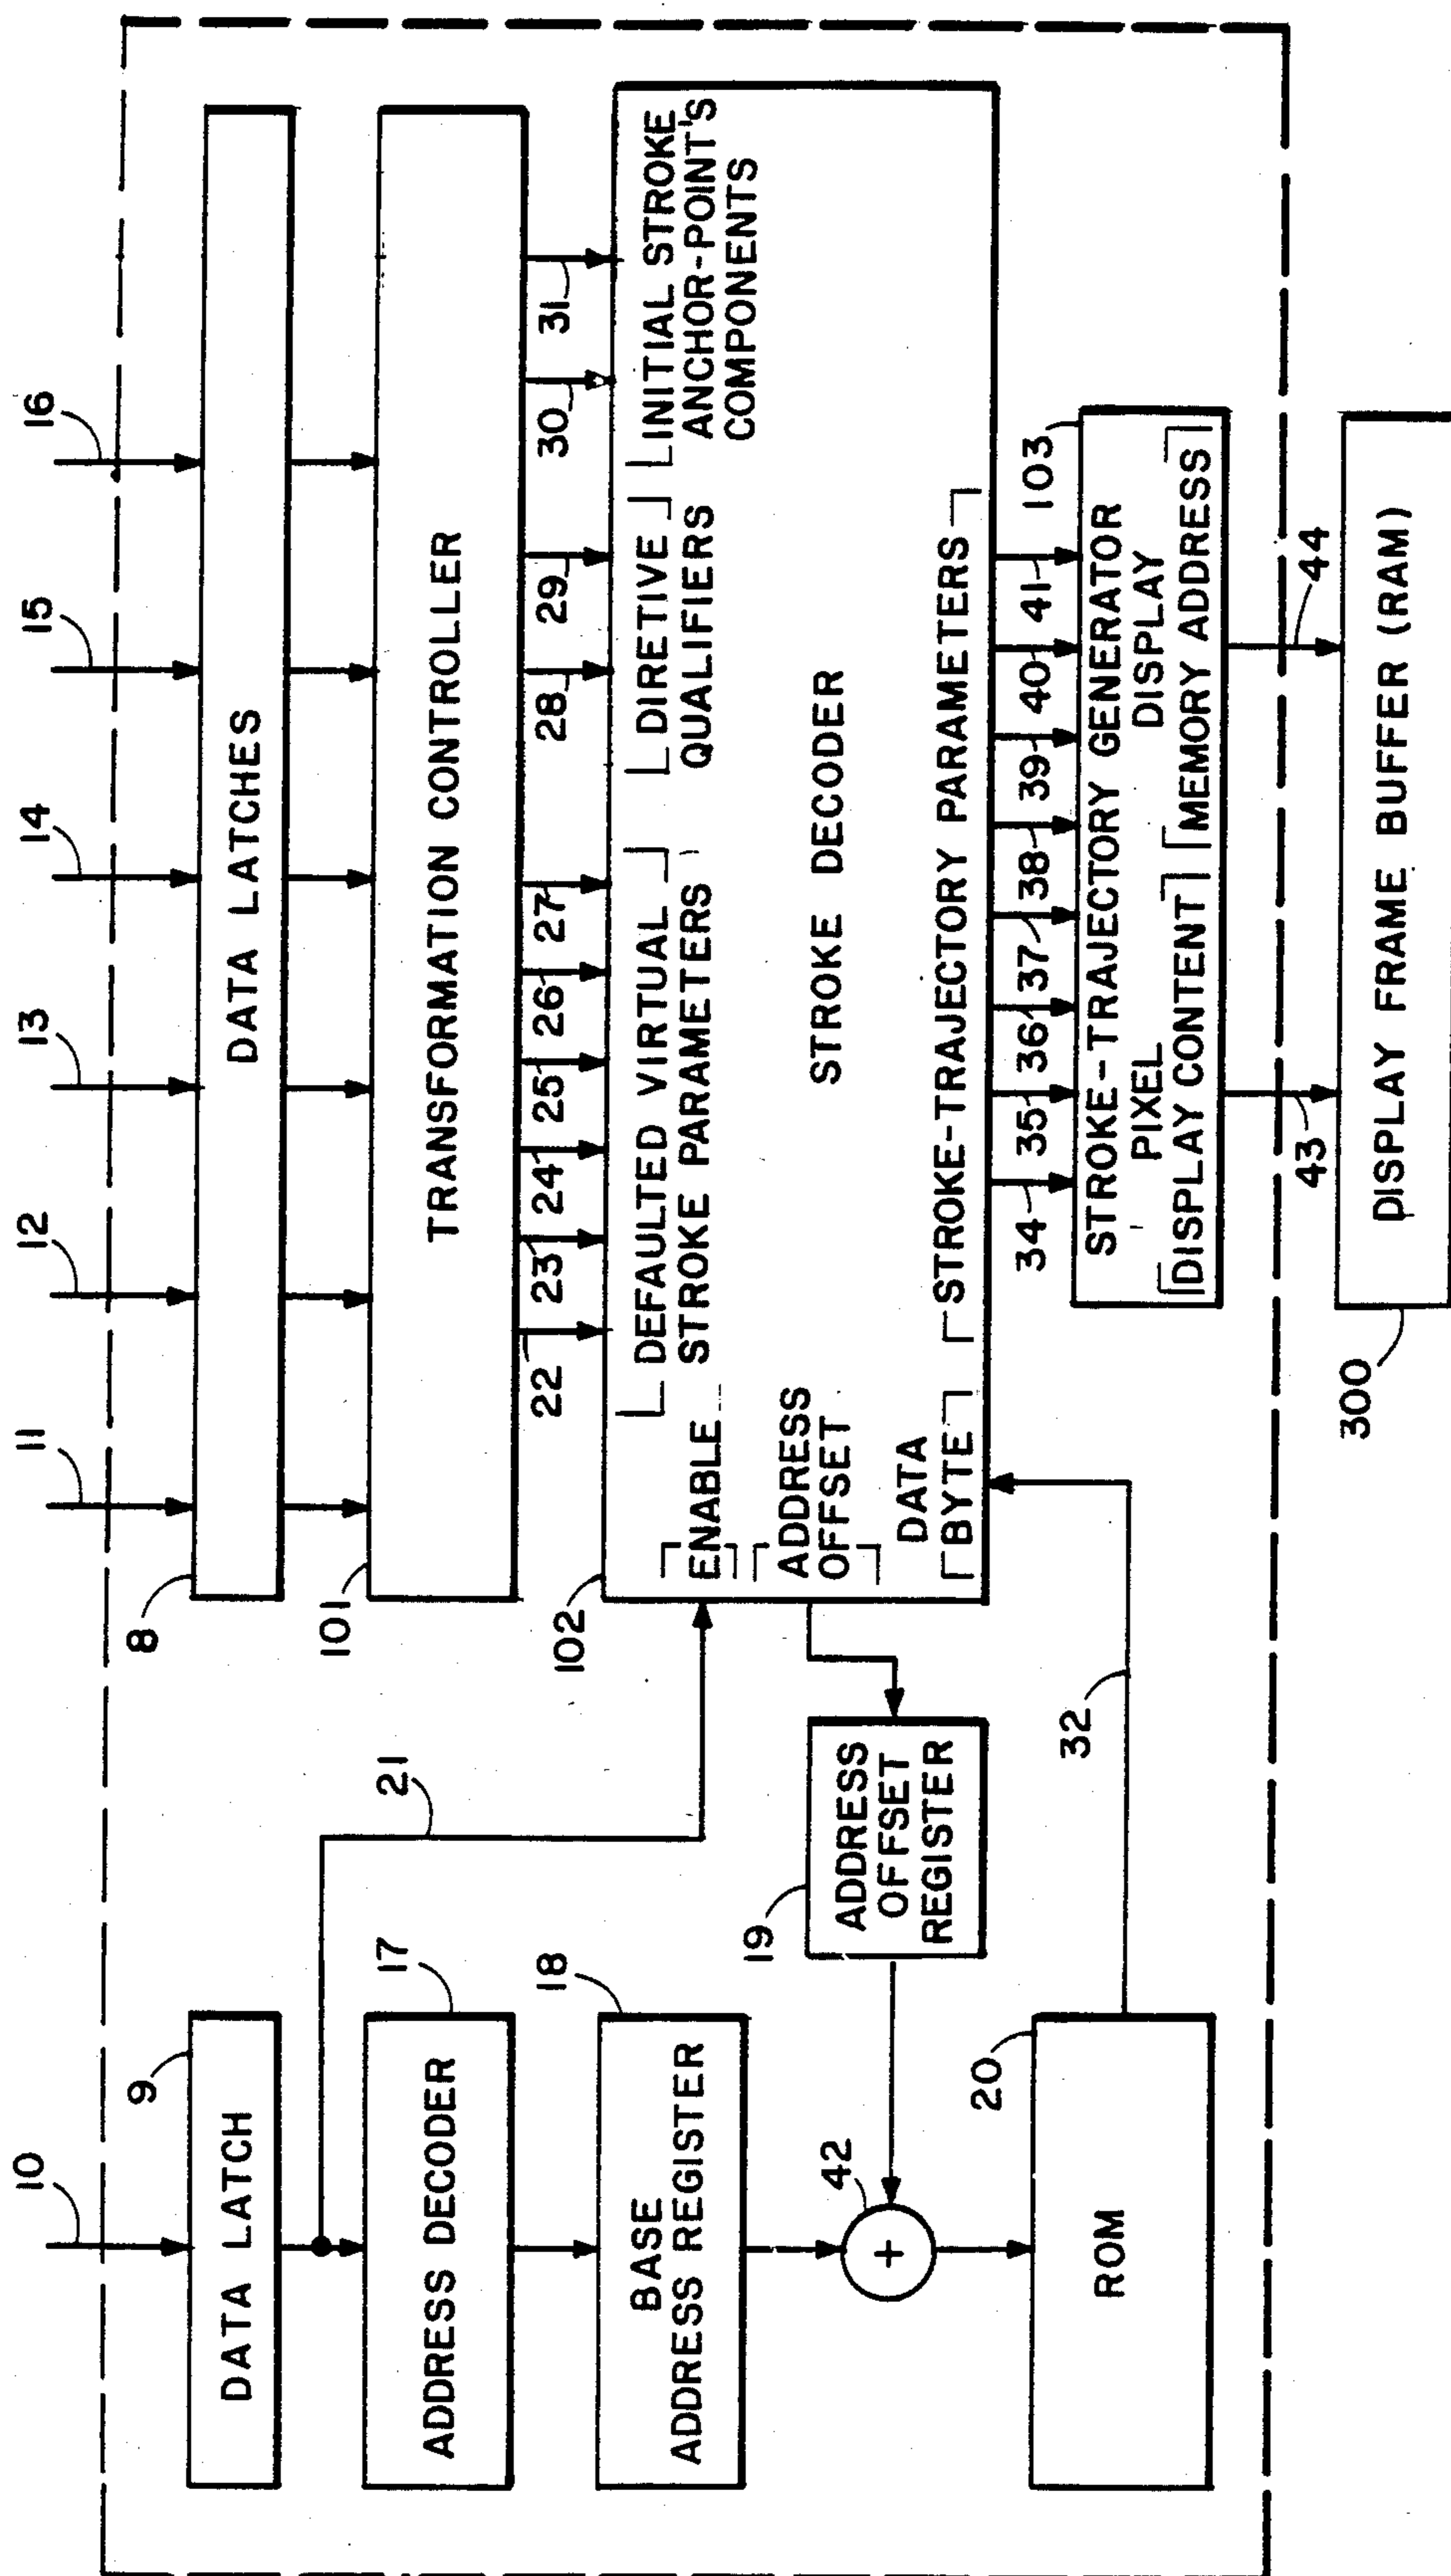 10
11
12
13
14
15
16
9
DATA LATCH
8
DATA LATCHES
21
17
ADDRESS DECODER
101
TRANSFORMATION CONTROLLER
18
BASE
ADDRESS REGISTER
22
23
24
25
26
27
28
29
30
31
102
ENABLE
DEFAULTED VIRTUAL
STROKE PARAMETERS
DIRETIVE
QUALIFIERS
INITIAL STROKE
ANCHOR-POINT'S
COMPONENTS
ADDRESS
OFFSET
STROKE DECODER
DATA
BYTE
STROKE-TRAJECTORY PARAMETERS
19
ADDRESS
OFFSET
REGISTER
42
+
20
ROM
32
34
35
36
37
38
39
40
41
103
STROKE-TRAJECTORY GENERATOR
PIXEL
DISPLAY CONTENT
DISPLAY
MEMORY ADDRESS
43
44
300
DISPLAY FRAME BUFFER (RAM)